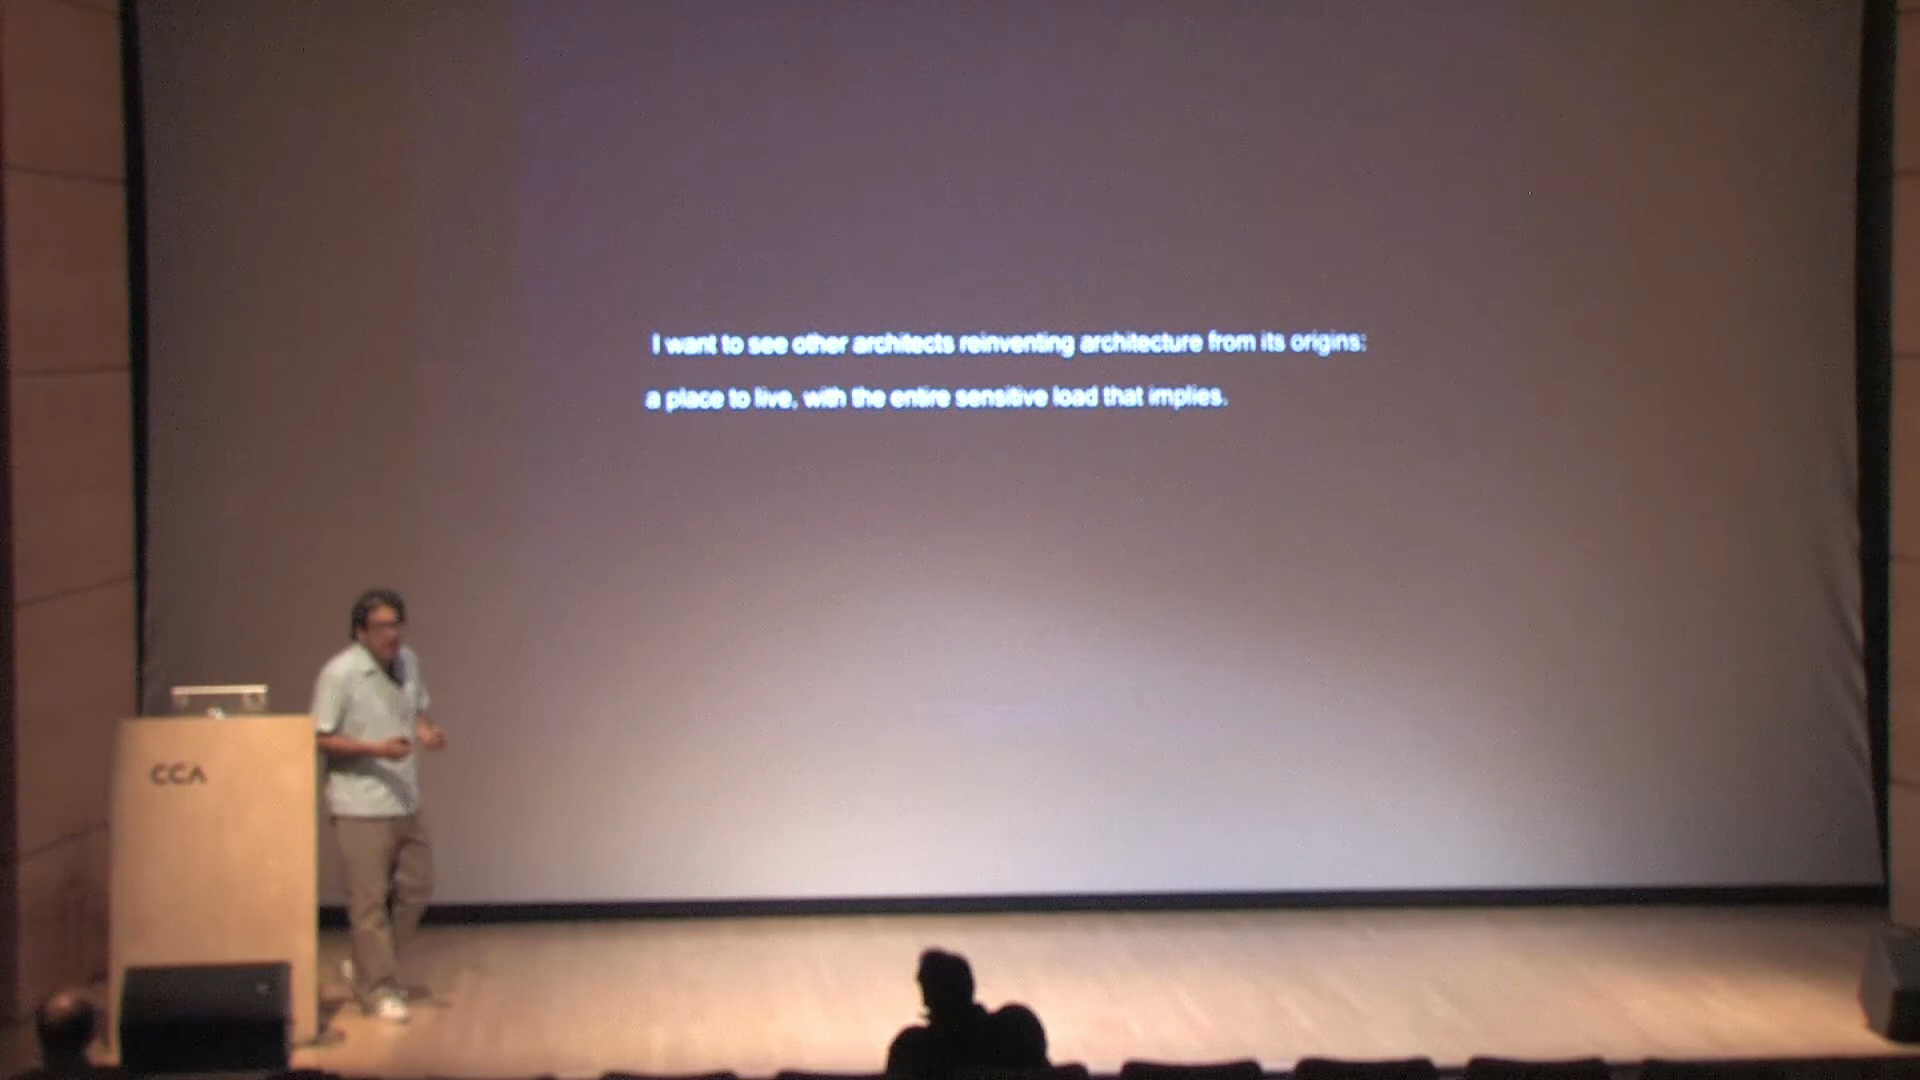 I want to see other architects reinventing architecture from its origins:
a place to live, with the entire sensitive load that implies.
CCA